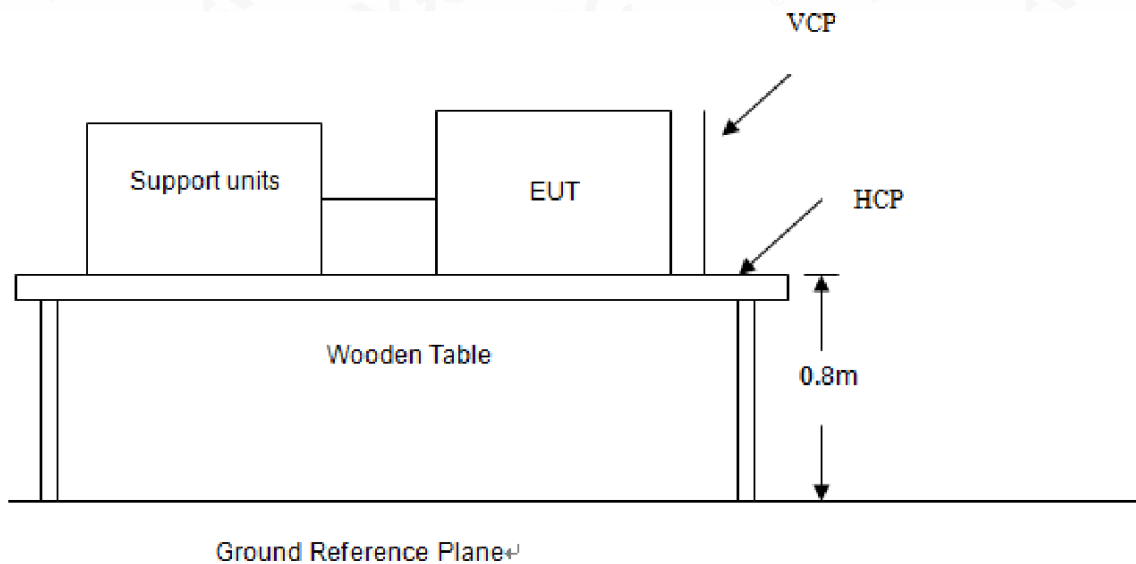 VCP
Support units
EUT
HCP
Wooden Table
0.8m
Ground Reference Plane↵